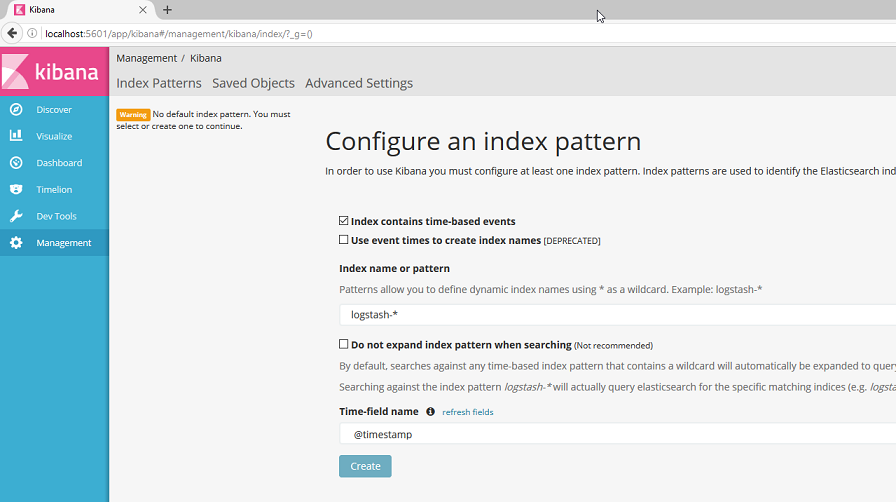 Kibana
localhost:5601/app/kibana#/management/kibana/index/?_g=()
kibana
Discover
Visualize
Dashboard
Timelion
Dev Tools
Management
Management / Kibana
Index Patterns Saved Objects Advanced Settings
Warning No default index pattern. You must
select or create one to continue.
Configure an index pattern
In order to use Kibana you must configure at least one index pattern. Index patterns are used to identify the Elasticsearch ind
Index contains time-based events
Use event times to create index names [DEPRECATED]
Index name or pattern
Patterns allow you to define dynamic index names using * as a wildcard. Example: logstash-*
logstash-*
Do not expand index pattern when searching (Not recommended)
By default, searches against any time-based index pattern that contains a wildcard will automatically be expanded to query
Searching against the index pattern logstash-* will actually query elasticsearch for the specific matching indices (e.g. logsta
Time-field name refresh fields
@timestamp
Create